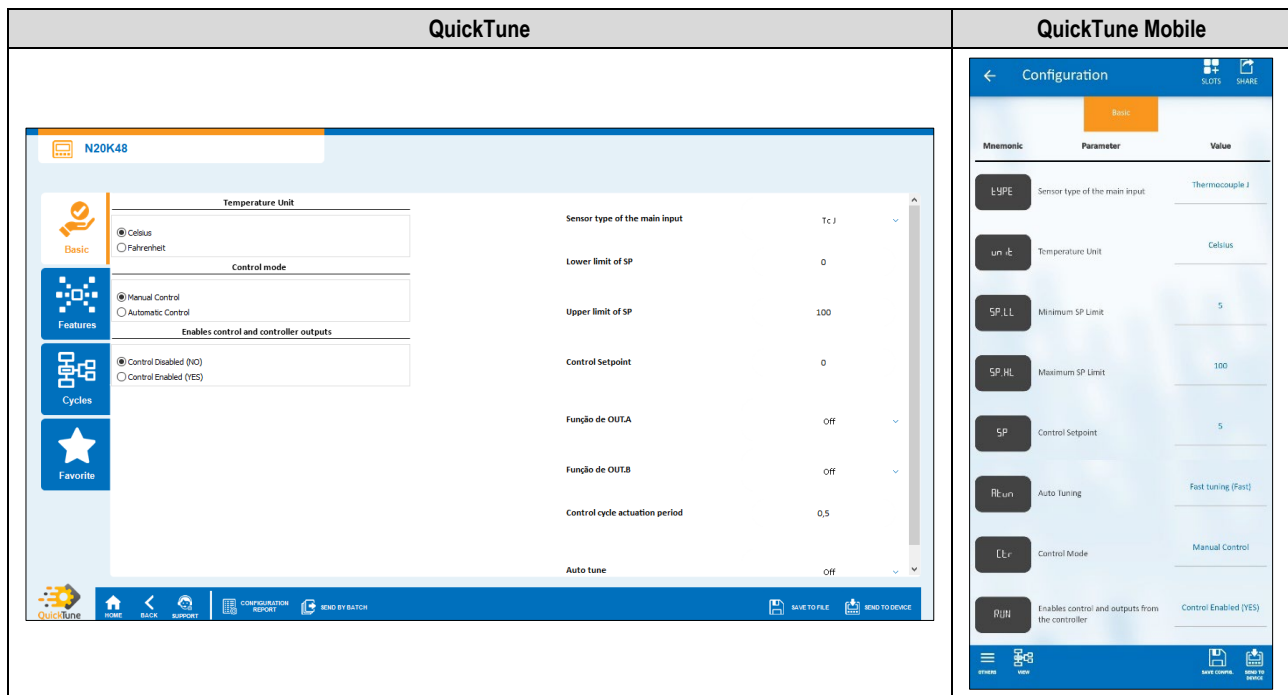 QuickTune
QuickTune Mobile
N20K48
Basic
Features
Cycles
Favorite
Temperature Unit
Celsius
Fahrenheit
Control mode
Manual Control
Automatic Control
Enables control and controller outputs
Control Disabled (NO)
Control Enabled (YES)
Sensor type of the main input Tc J
Lower limit of SP 0
Upper limit of SP 100
Control Setpoint 0
Função de OUT.A Off
Função de OUT.B Off
Control cycle actuation period 0,5
Auto tune Off
QuickTune
HOME
BACK
SUPPORT
CONFIGURATION
REPORT
SEND BY BATCH
SAVE TO FILE
SEND TO DEVICE
Configuration
SLOTS
SHARE
Basic
Mnemonic Parameter Value
tYPE Sensor type of the main input Thermocouple J
unit Temperature Unit Celsius
SP.LL Minimum SP Limit 5
SP.HL Maximum SP Limit 100
SP Control Setpoint 5
Atun Auto Tuning Fast tuning (Fast)
Ctr Control Mode Manual Control
RUN Enables control and outputs from Control Enabled (YES)
the controller
OTHERS
VIEW
SAVE CONFIG.
SEND TO
DEVICE